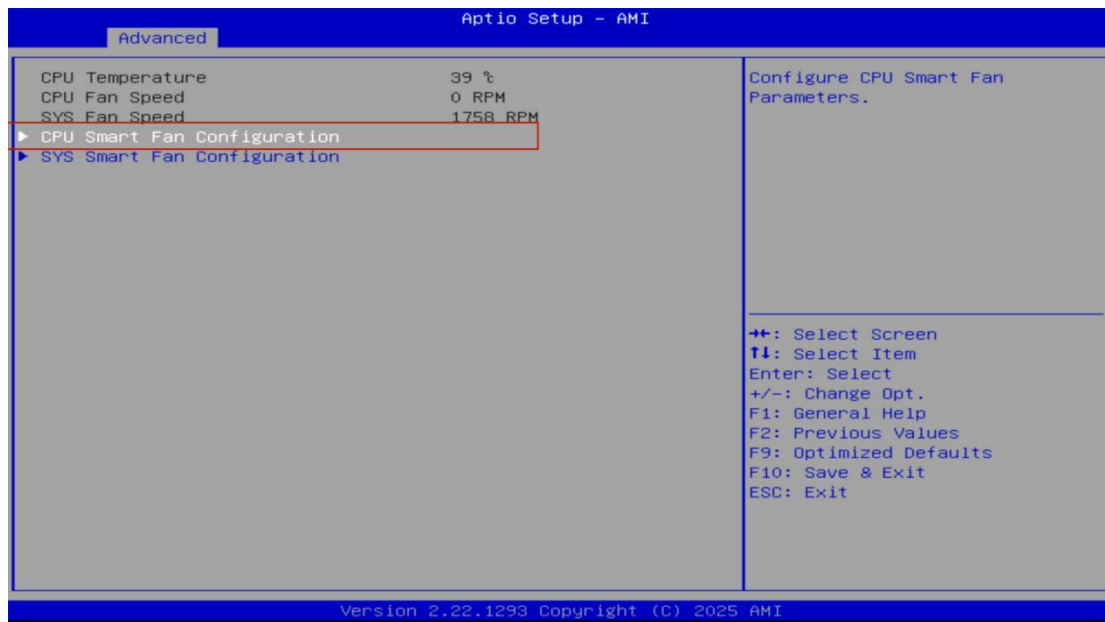 Aptio Setup – AMI
Advanced
CPU Temperature 39 ℃
CPU Fan Speed 0 RPM
SYS Fan Speed 1758 RPM
► CPU Smart Fan Configuration
► SYS Smart Fan Configuration
Configure CPU Smart Fan
Parameters.
→←: Select Screen
↑↓: Select Item
Enter: Select
+/-: Change Opt.
F1: General Help
F2: Previous Values
F9: Optimized Defaults
F10: Save & Exit
ESC: Exit
Version 2.22.1293 Copyright (C) 2025 AMI